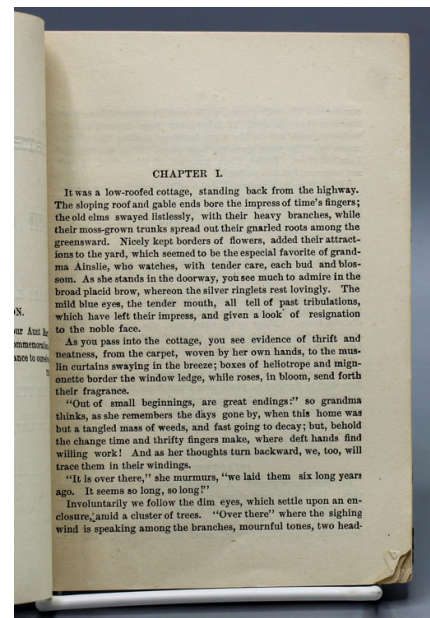 ON.
our Aunt
ommemoration
ance to ourselv
CHAPTER I.
It was a low-roofed cottage, standing back from the highway.
The sloping roof and gable ends bore the impress of time's fingers;
the old elms swayed listlessly, with their heavy branches, while
their moss-grown trunks spread out their gnarled roots among the
greensward. Nicely kept borders of flowers, added their attract-
ions to the yard, which seemed to be the especial favorite of grand-
ma Ainslie, who watches, with tender care, each bud and blos-
som. As she stands in the doorway, you see much to admire in the
broad placid brow, whereon the silver ringlets rest lovingly. The
mild blue eyes, the tender mouth, all tell of past tribulations,
which have left their impress, and given a look of resignation
to the noble face.
As you pass into the cottage, you see evidence of thrift and
neatness, from the carpet, woven by her own hands, to the mus-
lin curtains swaying in the breeze; boxes of heliotrope and mign-
onette border the window ledge, while roses, in bloom, send forth
their fragrance.
"Out of small beginnings, are great endings:" so grandma
thinks, as she remembers the days gone by, when this home was
but a tangled mass of weeds, and fast going to decay; but, behold
the change time and thrifty fingers make, where deft hands find
willing work! And as her thoughts turn backward, we, too, will
trace them in their windings.
"It is over there," she murmurs, "we laid them six long years
ago. It seems so long, so long!"
Involuntarily we follow the dim eyes, which settle upon an en-
closure, amid a cluster of trees. "Over there" where the sighing
wind is speaking among the branches, mournful tones, two head-